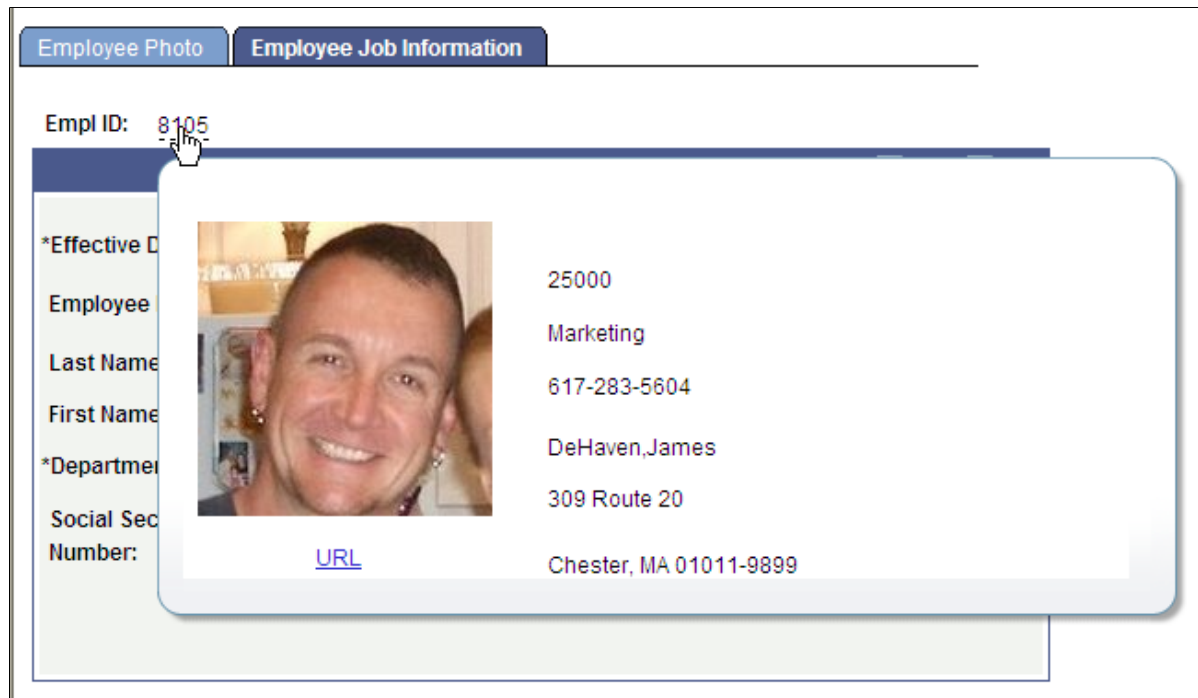 Employee Photo Employee Job Information
Empl ID: 8105
*Effective D
Employee
Last Name
First Name
*Departme
Social Sec
Number:
25000
Marketing
617-283-5604
DeHaven,James
309 Route 20
Chester, MA 01011-9899
URL